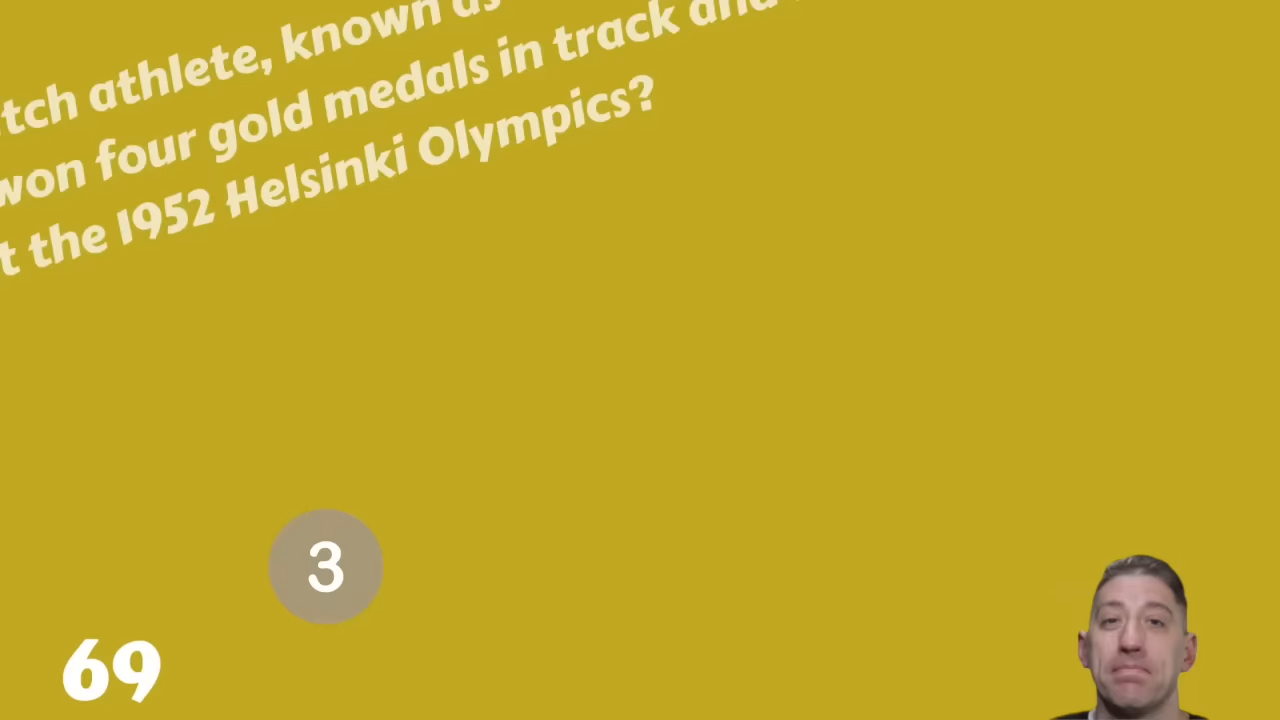 tch athlete, known as
won four gold medals in track and
t the 1952 Helsinki Olympics?
3
69